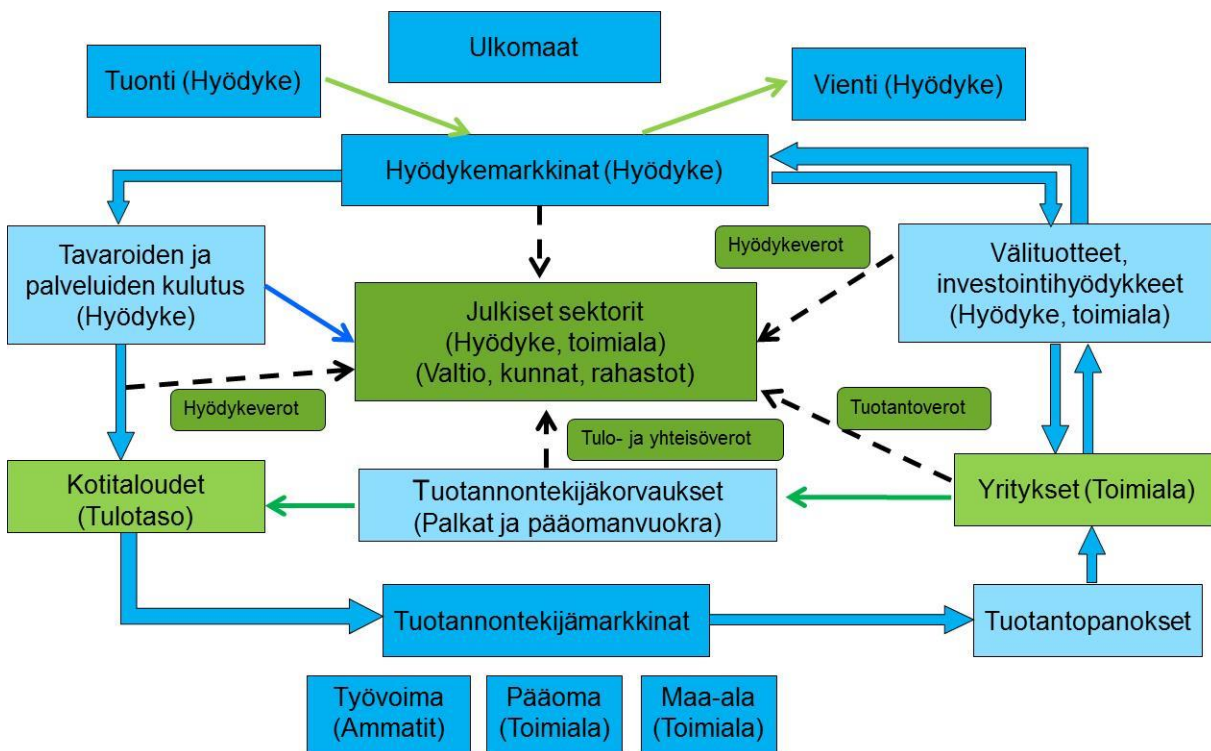 Ulkomaat
Tuonti (Hyödyke)
Vienti (Hyödyke)
Hyödykemarkkinat (Hyödyke)
Tavaroiden ja
palveluiden kulutus
(Hyödyke)
Hyödykeverot
Välituotteet,
investointihyödykkeet
(Hyödyke, toimiala)
Julkiset sektorit
(Hyödyke, toimiala)
(Valtio, kunnat, rahastot)
Hyödykeverot
Tuotantoverot
Tulo- ja yhteisöverot
Kotitaloudet
(Tulotaso)
Tuotannontekijäkorvaukset
(Palkat ja pääomanvuokra)
Yritykset (Toimiala)
Tuotannontekijämarkkinat
Tuotantopanokset
Työvoima
(Ammatit)
Pääoma
(Toimiala)
Maa-ala
(Toimiala)